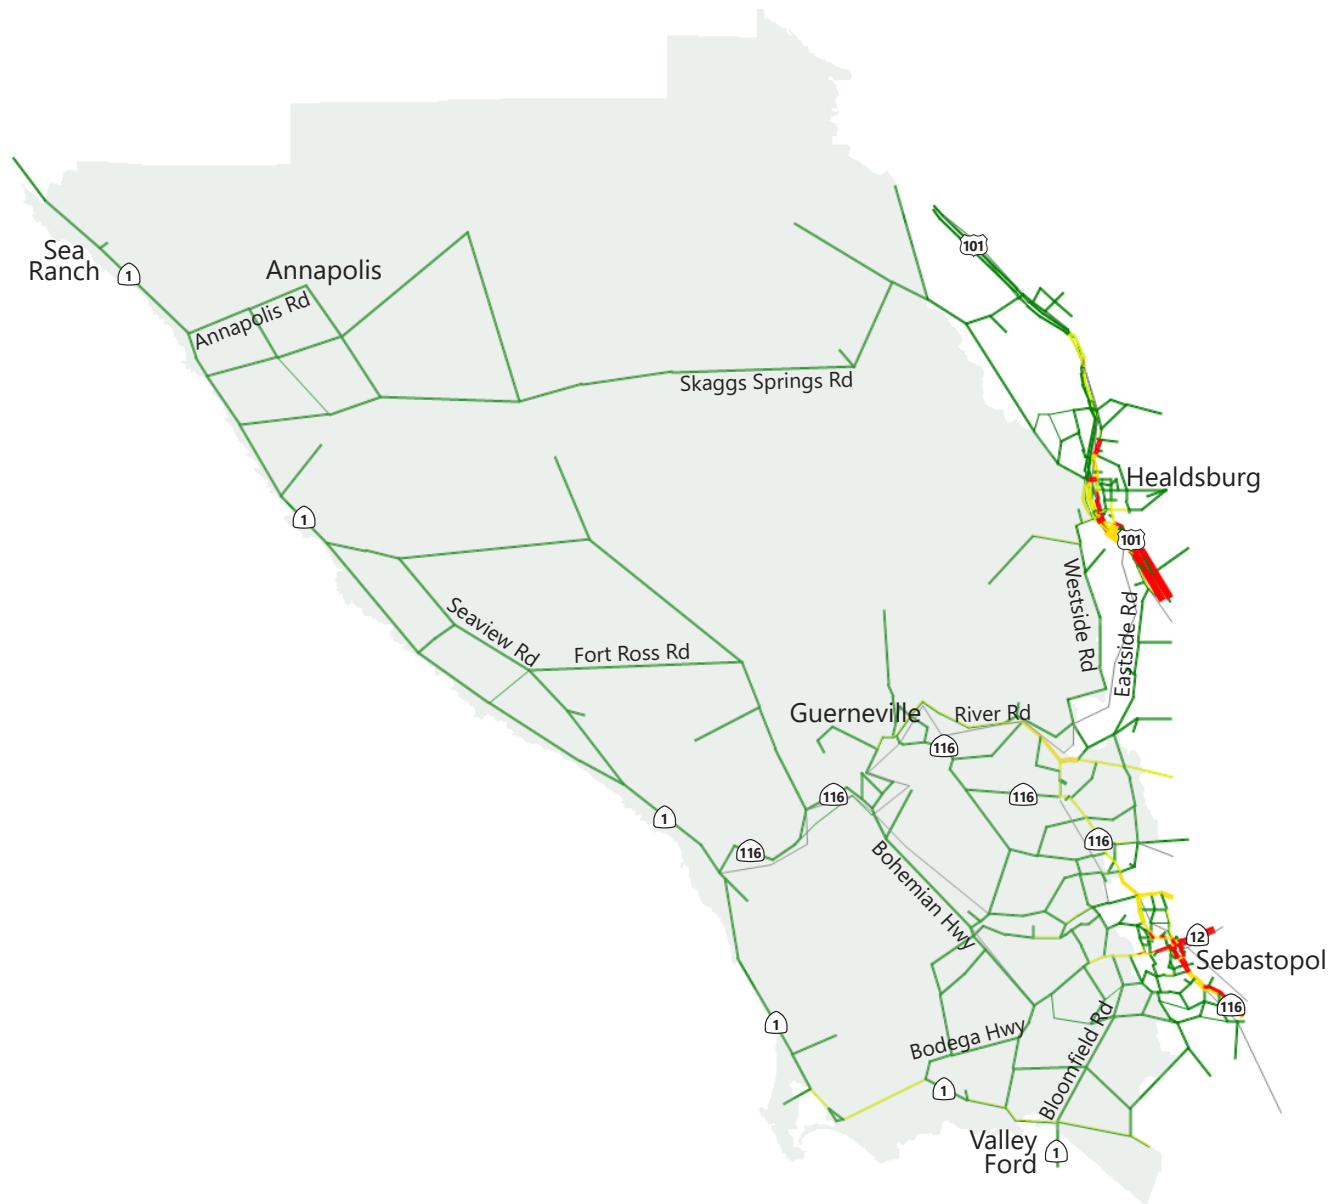 101
Sea
Ranch
1
Annapolis
Annapolis Rd
Skaggs Springs Rd
Healdsburg
1
101
Westside Rd
Eastside Rd
Seaview Rd
Fort Ross Rd
Guerneville
River Rd
116
116
116
1
116
116
Bohemian Hwy
12
Sebastopol
116
1
Bodega Hwy
Bloomfield Rd
1
Valley
Ford
1